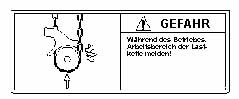 GEFAHR
Während des Betriebes,
Arbeitsbereich der Last-
kette meiden!